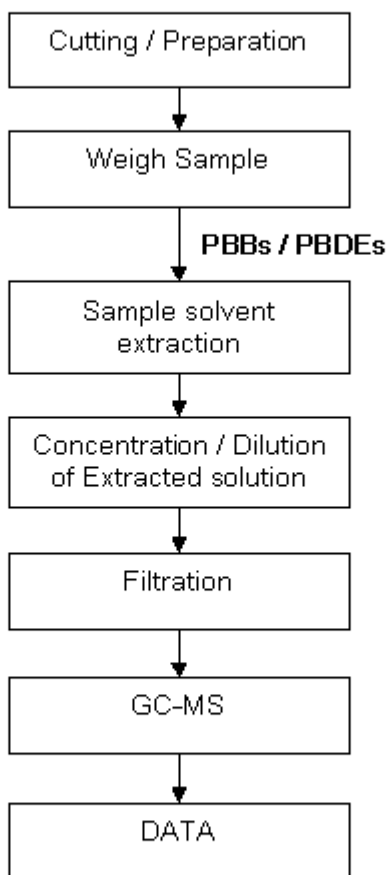 Cutting / Preparation
Weigh Sample
PBBs / PBDEs
Sample solvent
extraction
Concentration / Dilution
of Extracted solution
Filtration
GC-MS
DATA